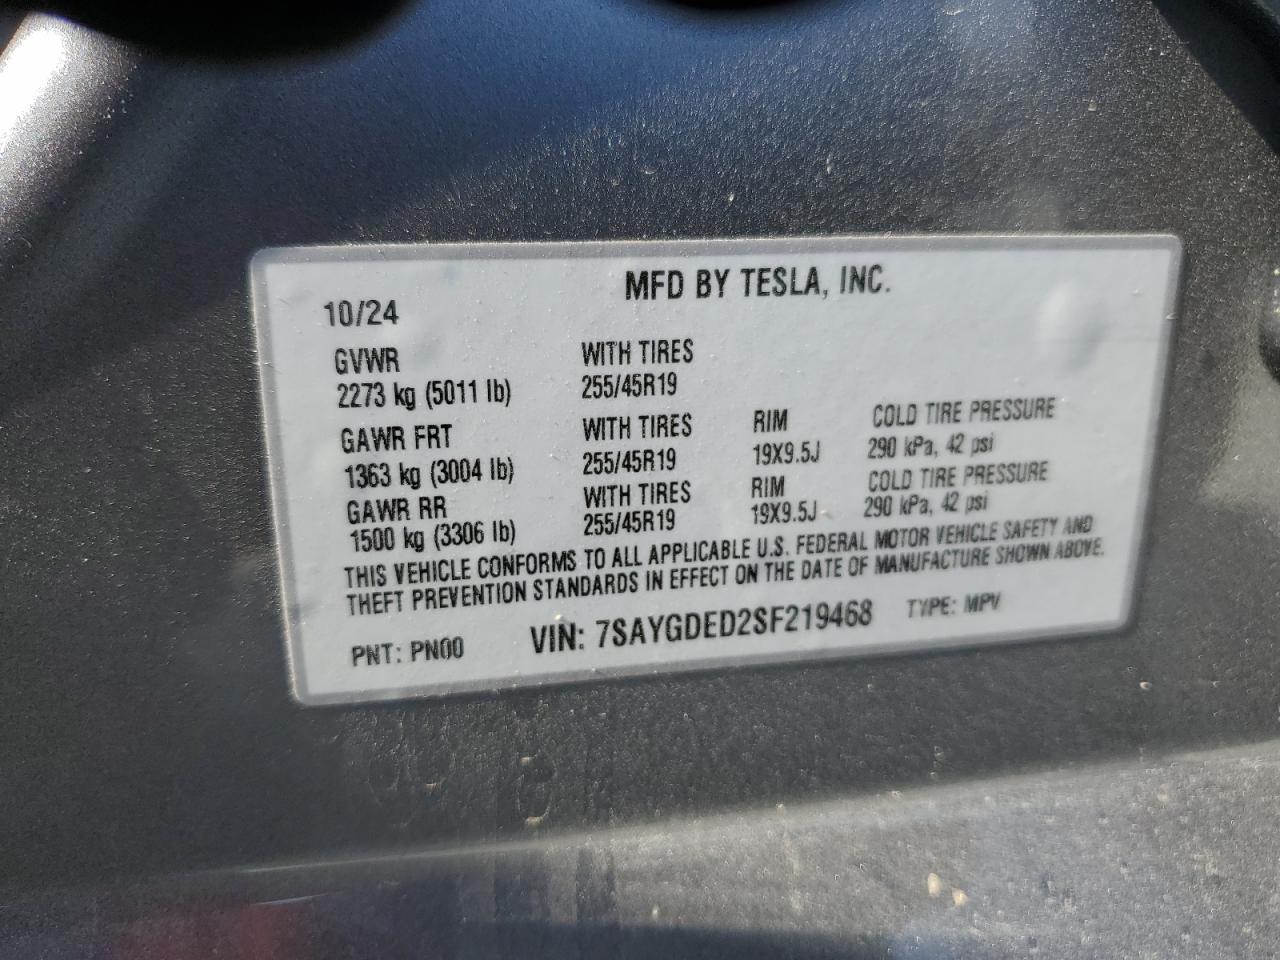 MFD BY TESLA, INC.
10/24
GVWR WITH TIRES
2273 kg (5011 lb) 255/45R19
GAWR FRT WITH TIRES RIM COLD TIRE PRESSURE
1363 kg (3004 lb) 255/45R19 19X9.5J 290 kPa, 42 psi
GAWR RR WITH TIRES RIM COLD TIRE PRESSURE
1500 kg (3306 lb) 255/45R19 19X9.5J 290 kPa, 42 psi
THIS VEHICLE CONFORMS TO ALL APPLICABLE U.S. FEDERAL MOTOR VEHICLE SAFETY AND
THEFT PREVENTION STANDARDS IN EFFECT ON THE DATE OF MANUFACTURE SHOWN ABOVE.
PNT: PN00 VIN: 7SAYGDED2SF219468 TYPE: MPV